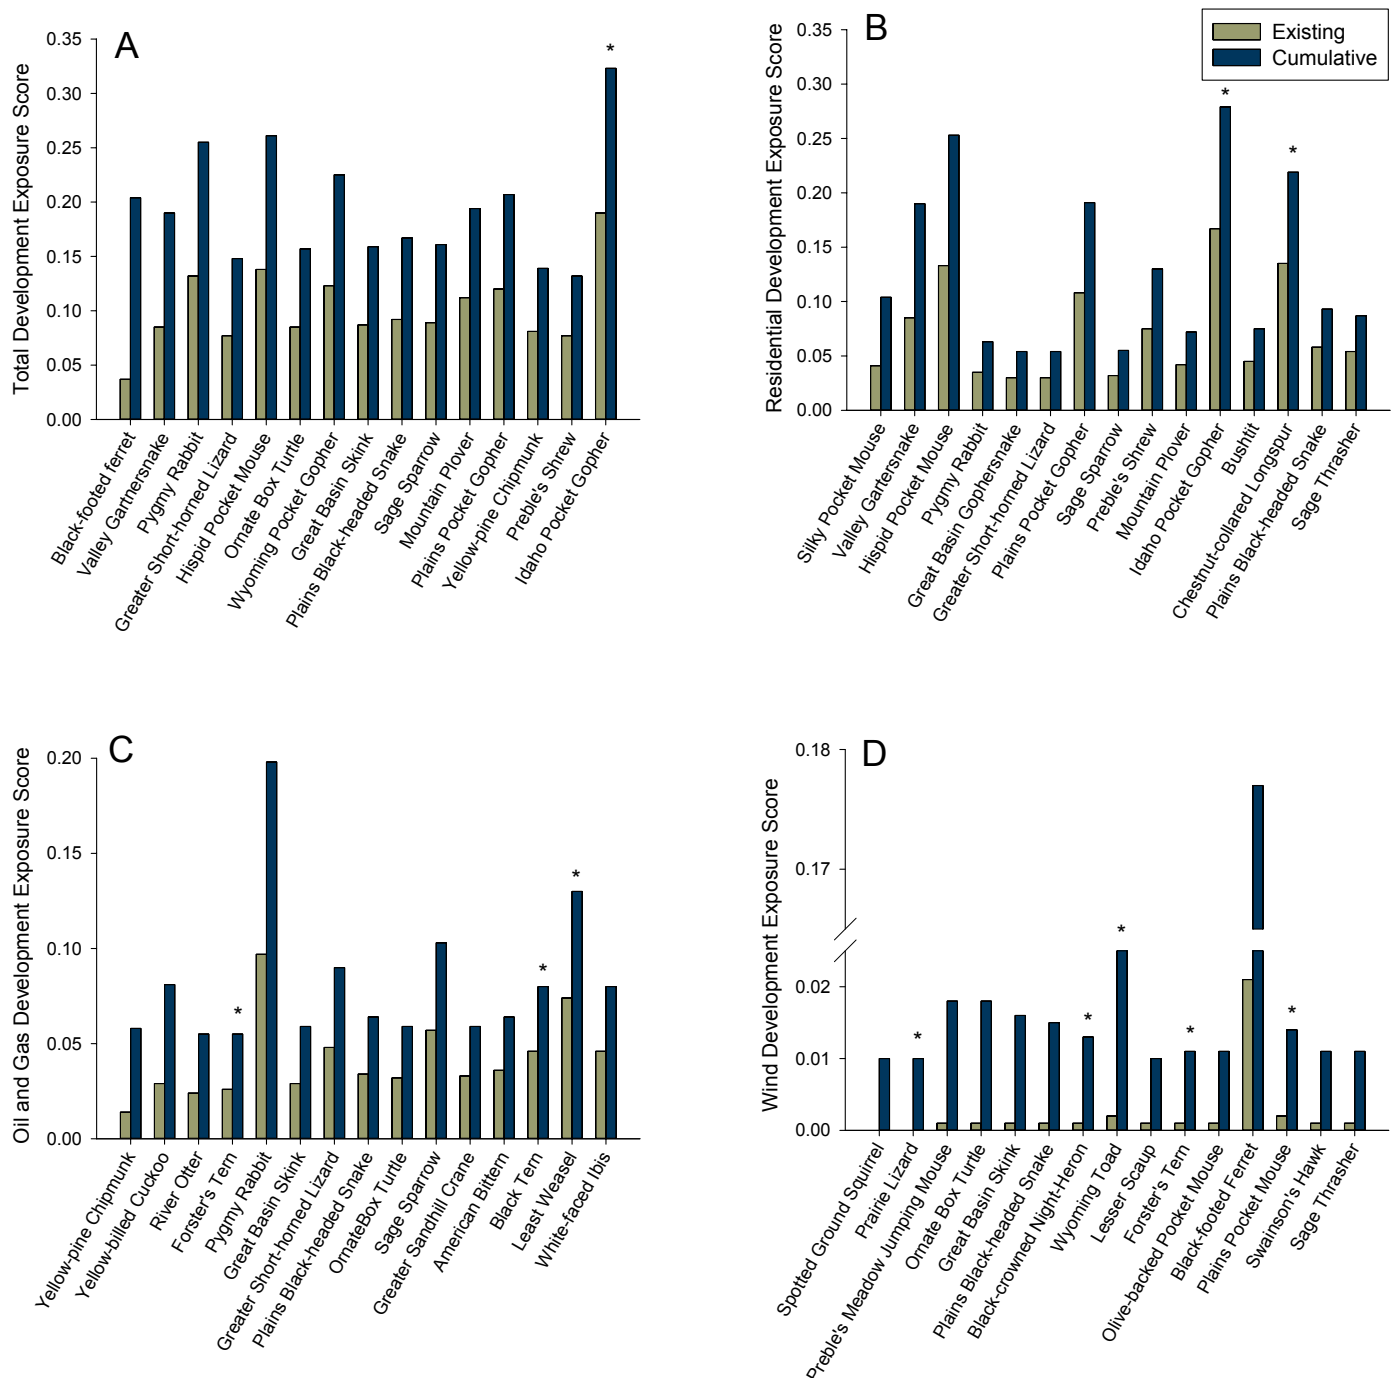 A
Total Development Exposure Score
0.35
0.30
0.25
0.20
0.15
0.10
0.05
0.00
*
Black-footed ferret
Valley Gartnersnake
Pygmy Rabbit
Greater Short-horned Lizard
HIspid Pocket Mouse
Ornate Box Turtle
Wyoming Pocket Gopher
Great Basin Skink
Plains Black-headed Snake
Sage Sparrow
Mountain Plover
Plains Pocket Gopher
Yellow-pine Chipmunk
Preble's Shrew
Idaho Pocket Gopher
B
Existing
Cumulative
Residential Development Exposure Score
0.35
0.30
0.25
0.20
0.15
0.10
0.05
0.00
*
*
Silky Pocket Mouse
Valley Gartersnake
Hispid Pocket Mouse
Pygmy Rabbit
Great Basin Gophersnake
Greater Short-horned Lizard
Plains Pocket Gopher
Sage Sparrow
Preble's Shrew
Mountain Plover
Idaho Pocket Gopher
Bushtit
Chestnut-collared Longspur
Plains Black-headed Snake
Sage Thrasher
C
Oil and Gas Development Exposure Score
0.20
0.15
0.10
0.05
0.00
*
*
*
Yellow-pine Chipmunk
Yellow-billed Cuckoo
River Otter
Forster's Tern
Pygmy Rabbit
Great Basin Skink
Greater Short-horned Lizard
Plains Black-headed Snake
OrnateBox Turtle
Sage Sparrow
Greater Sandhill Crane
American Bittern
Black Tern
Least Weasel
White-faced Ibis
D
Wind Development Exposure Score
0.18
0.17
0.02
0.01
0.00
*
*
*
*
*
Spotted Ground Squirrel
Prairie Lizard
Preble's Meadow Jumping Mouse
Ornate Box Turtle
Great Basin Skink
Plains Black-headed Snake
Black-crowned Night-Heron
Wyoming Toad
Lesser Scaup
Forster's Tern
Olive-backed Pocket Mouse
Black-footed Ferret
Plains Pocket Mouse
Swainson's Hawk
Sage Thrasher